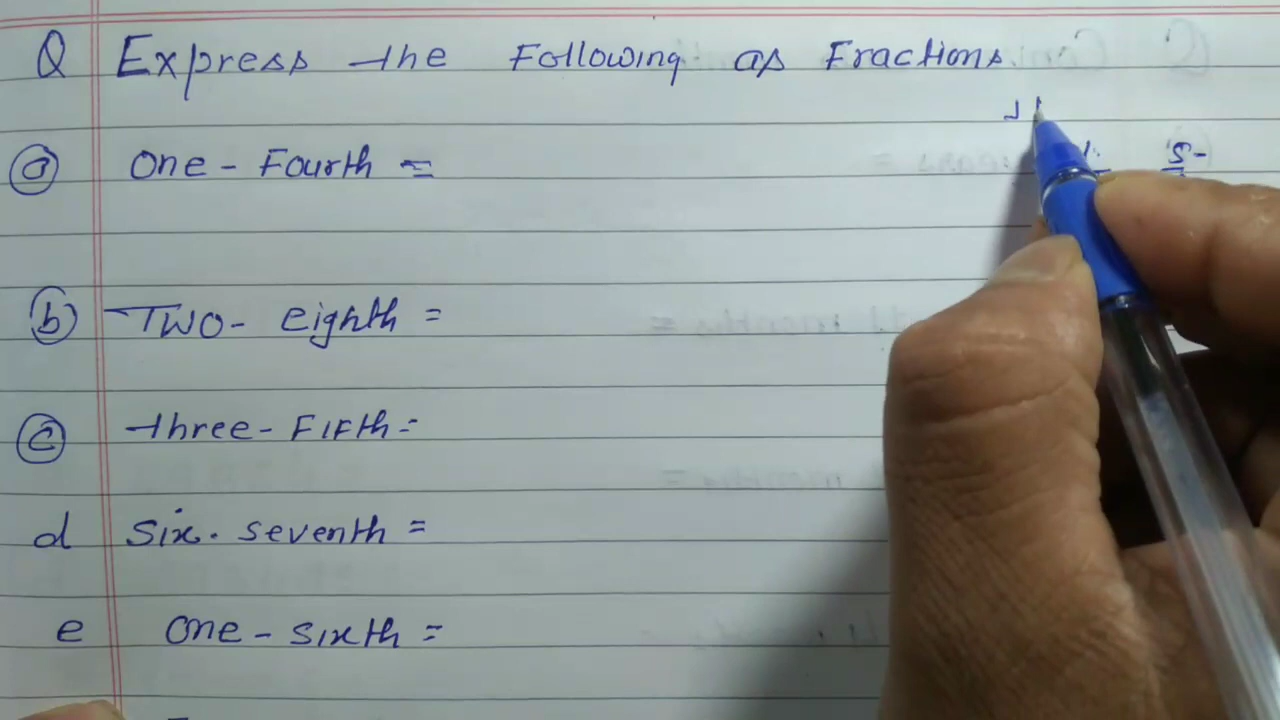 Q Express the Following as Fractions.
(a) One - Fourth =
(b) Two - eighth =
(c) three - Fifth =
d Six. seventh =
e One - sixth =